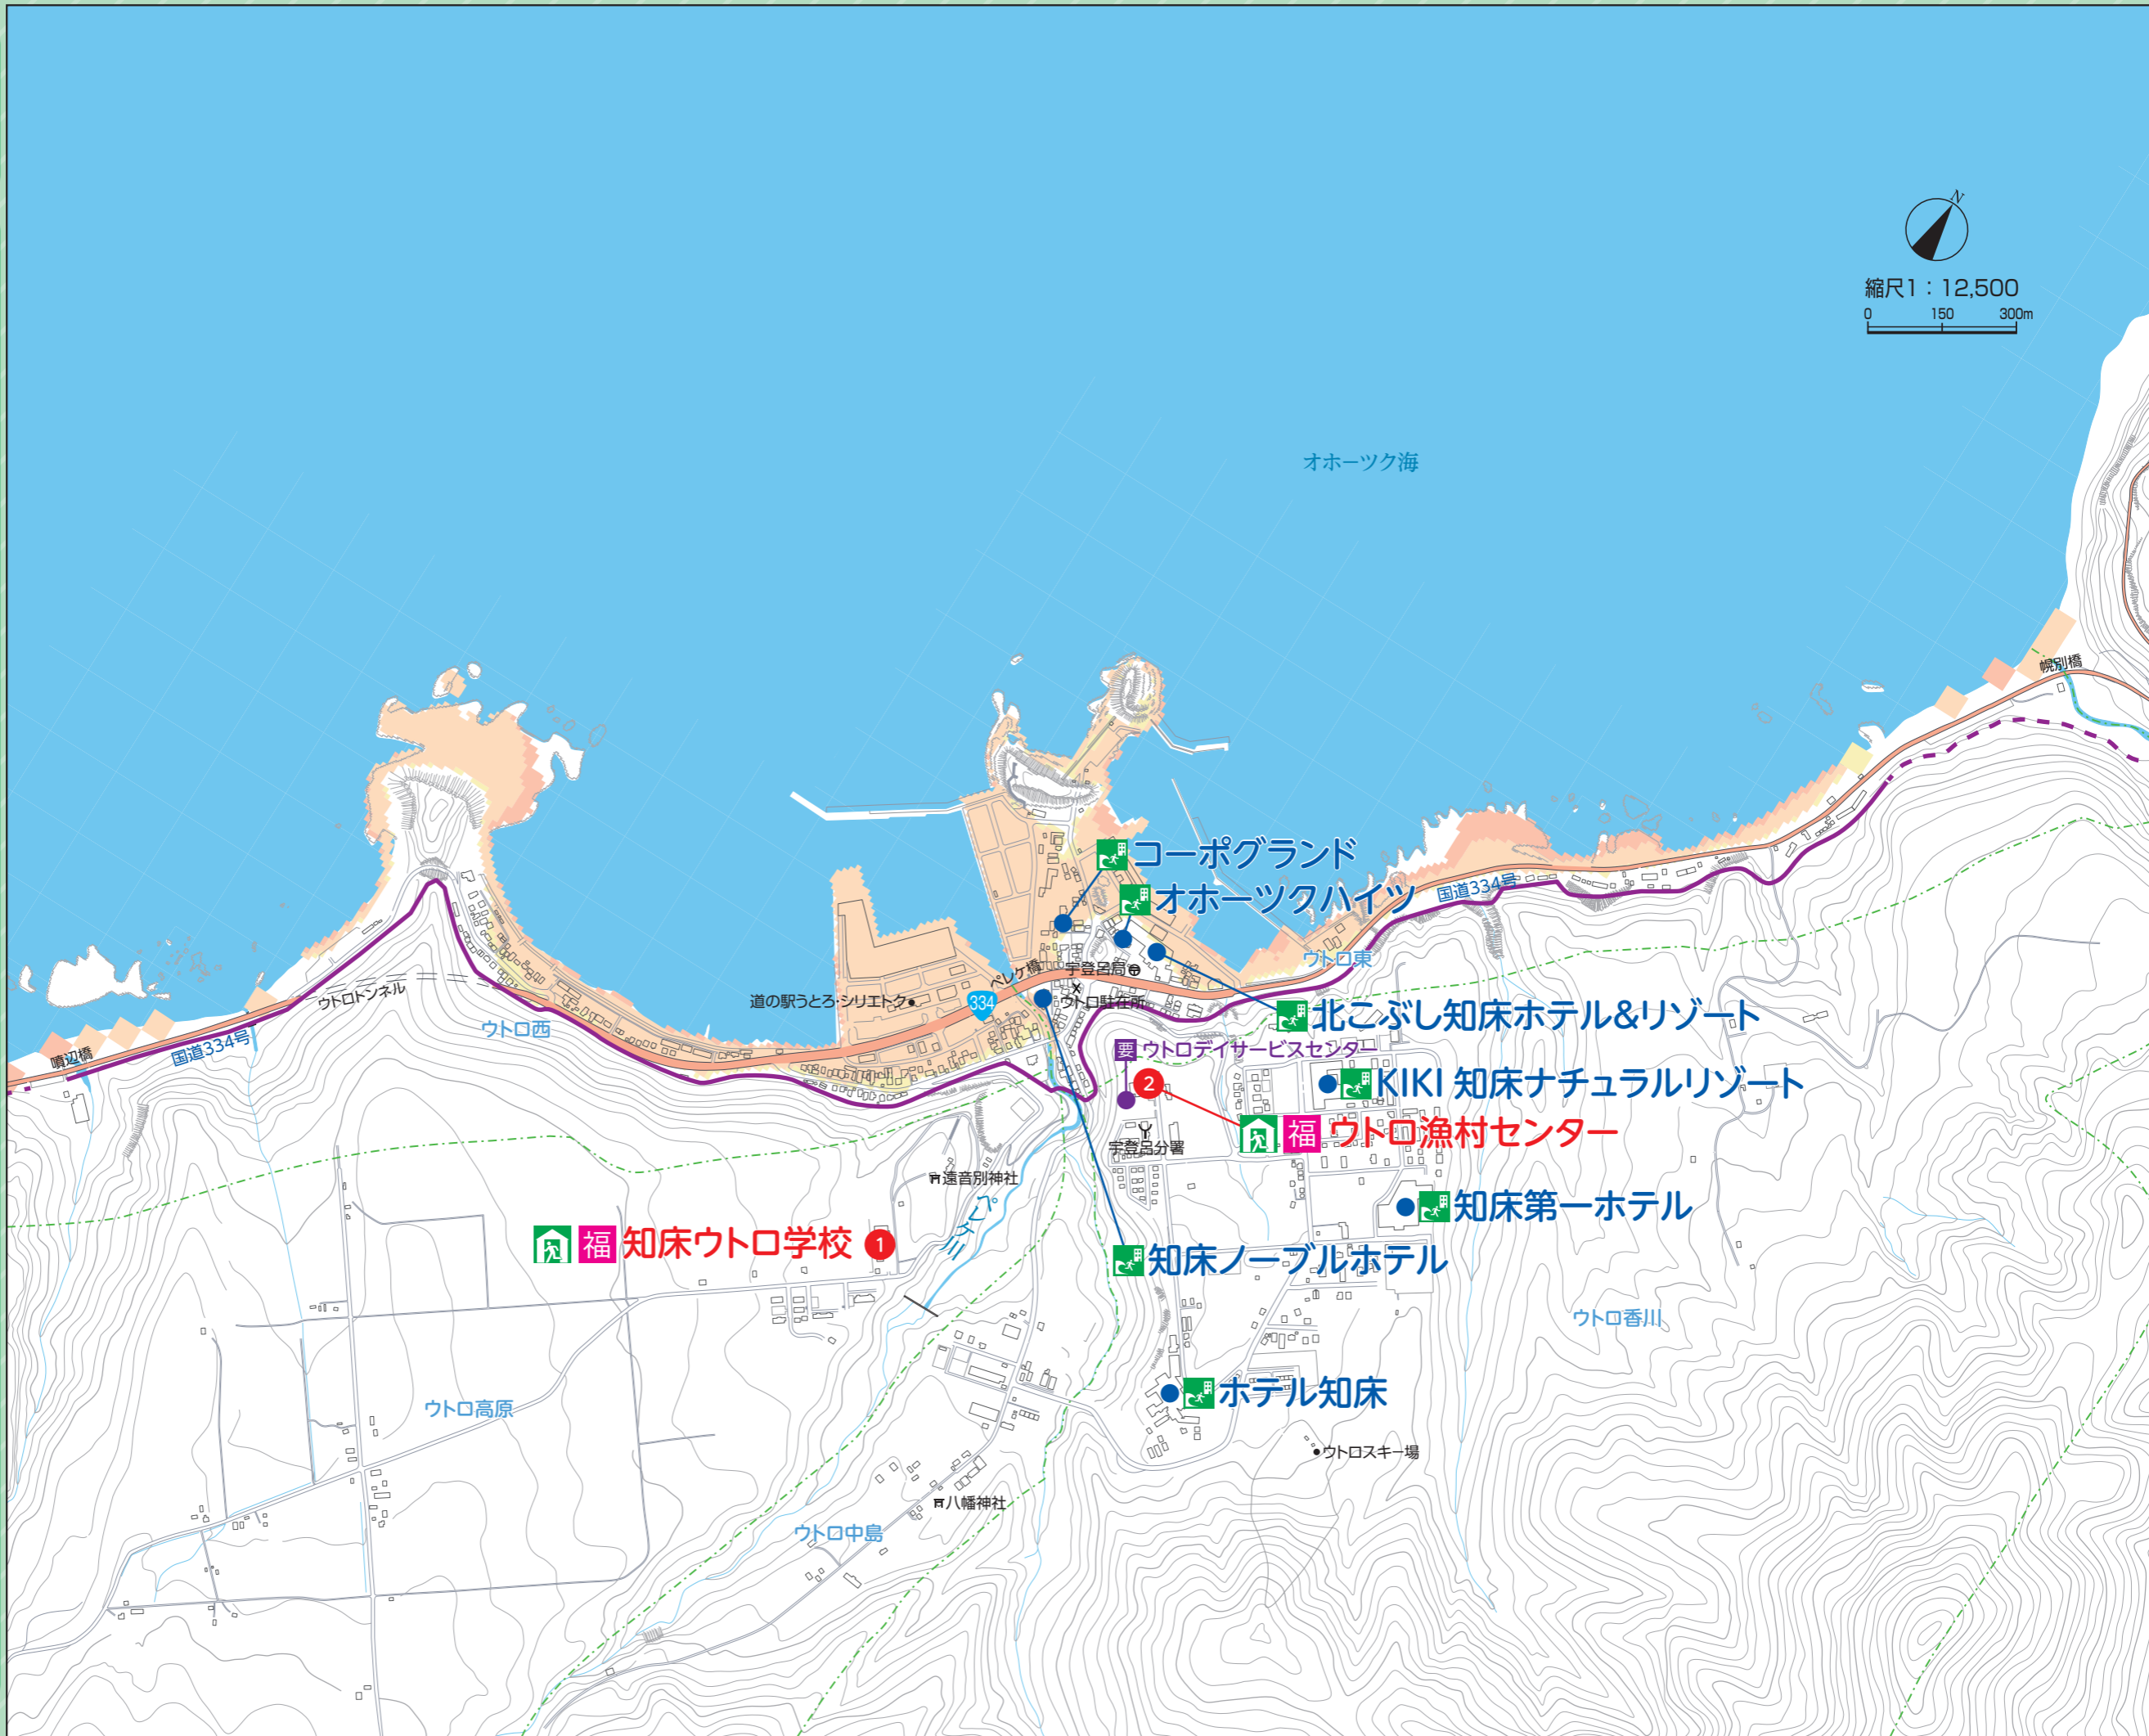 N
縮尺1：12,500
0 150 300m
オホーツク海
幌別橋
コーポグランド
オホーツクハイツ
国道334号
ウトロ東
ペレケ橋
宇登呂局
ウトロトンネル
道の駅うとろ・シリエトク
334
ウトロ駐在所
北こぶし知床ホテル&リゾート
ウトロ西
国道334号
噴辺橋
要 ウトロデイサービスセンター
2
KIKI 知床ナチュラルリゾート
福 ウトロ漁村センター
宇登呂分署
遠音別神社
ペレケ川
知床第一ホテル
福 知床ウトロ学校 1
知床ノーブルホテル
ウトロ香川
ホテル知床
ウトロ高原
ウトロスキー場
八幡神社
ウトロ中島